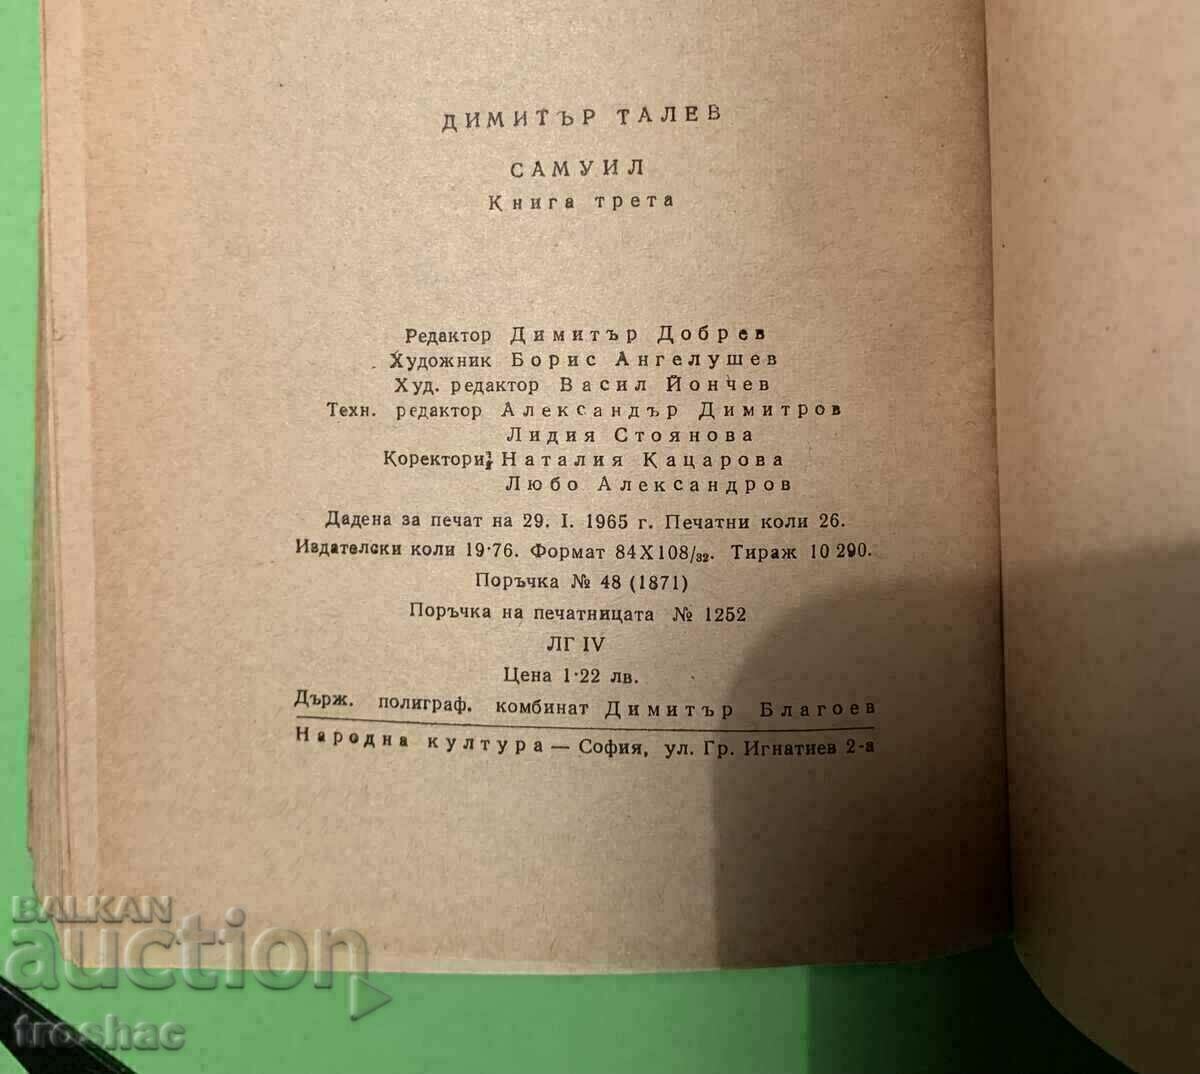 ДИМИТЪР ТАЛЕВ
САМУИЛ
Книга трета
Редактор Димитър Добрев
Художник Борис Ангелушев
Худ. редактор Васил Йончев
Техн. редактор Александър Димитров
Лидия Стоянова
Коректори: Наталия Кацарова
Любо Александров
Дадена за печат на 29. I. 1965 г. Печатни коли 26.
Издателски коли 19·76. Формат 84X108/32. Тираж 10 290.
Поръчка № 48 (1871)
Поръчка на печатницата № 1252
ЛГ IV
Цена 1·22 лв.
Държ. полиграф. комбинат Димитър Благоев
Народна култура — София, ул. Гр. Игнатиев 2-а
BALKAN
auction
troshac